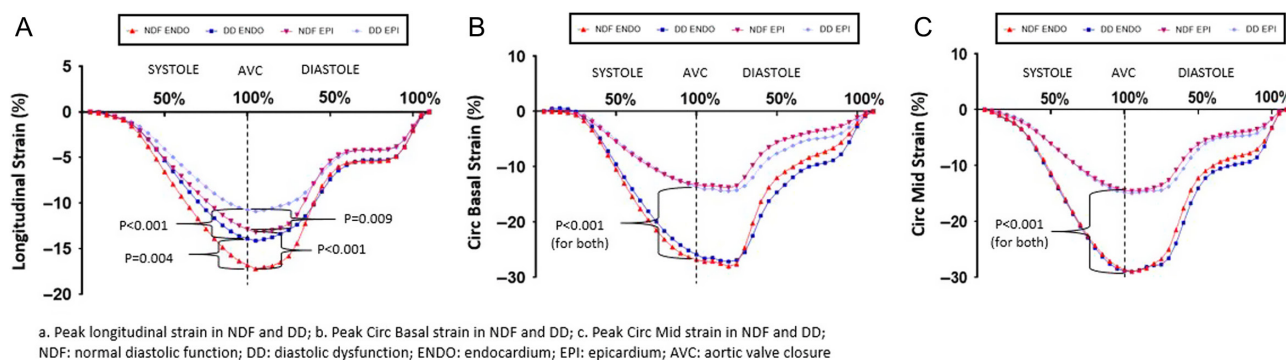 A
NDF ENDO DD ENDO NDF EPI DD EPI
SYSTOLE AVC DIASTOLE
50% 100% 50% 100%
5
0
–5
–10
–15
–20
Longitudinal Strain (%)
P<0.001
P=0.004
P=0.009
P<0.001
B
NDF ENDO DD ENDO NDF EPI DD EPI
SYSTOLE AVC DIASTOLE
50% 100% 50% 100%
10
0
–10
–20
–30
Circ Basal Strain (%)
P<0.001
(for both)
C
NDF ENDO DD ENDO NDF EPI DD EPI
SYSTOLE AVC DIASTOLE
50% 100% 50% 100%
10
0
–10
–20
–30
Circ Mid Strain (%)
P<0.001
(for both)
a. Peak longitudinal strain in NDF and DD; b. Peak Circ Basal strain in NDF and DD; c. Peak Circ Mid strain in NDF and DD;
NDF: normal diastolic function; DD: diastolic dysfunction; ENDO: endocardium; EPI: epicardium; AVC: aortic valve closure